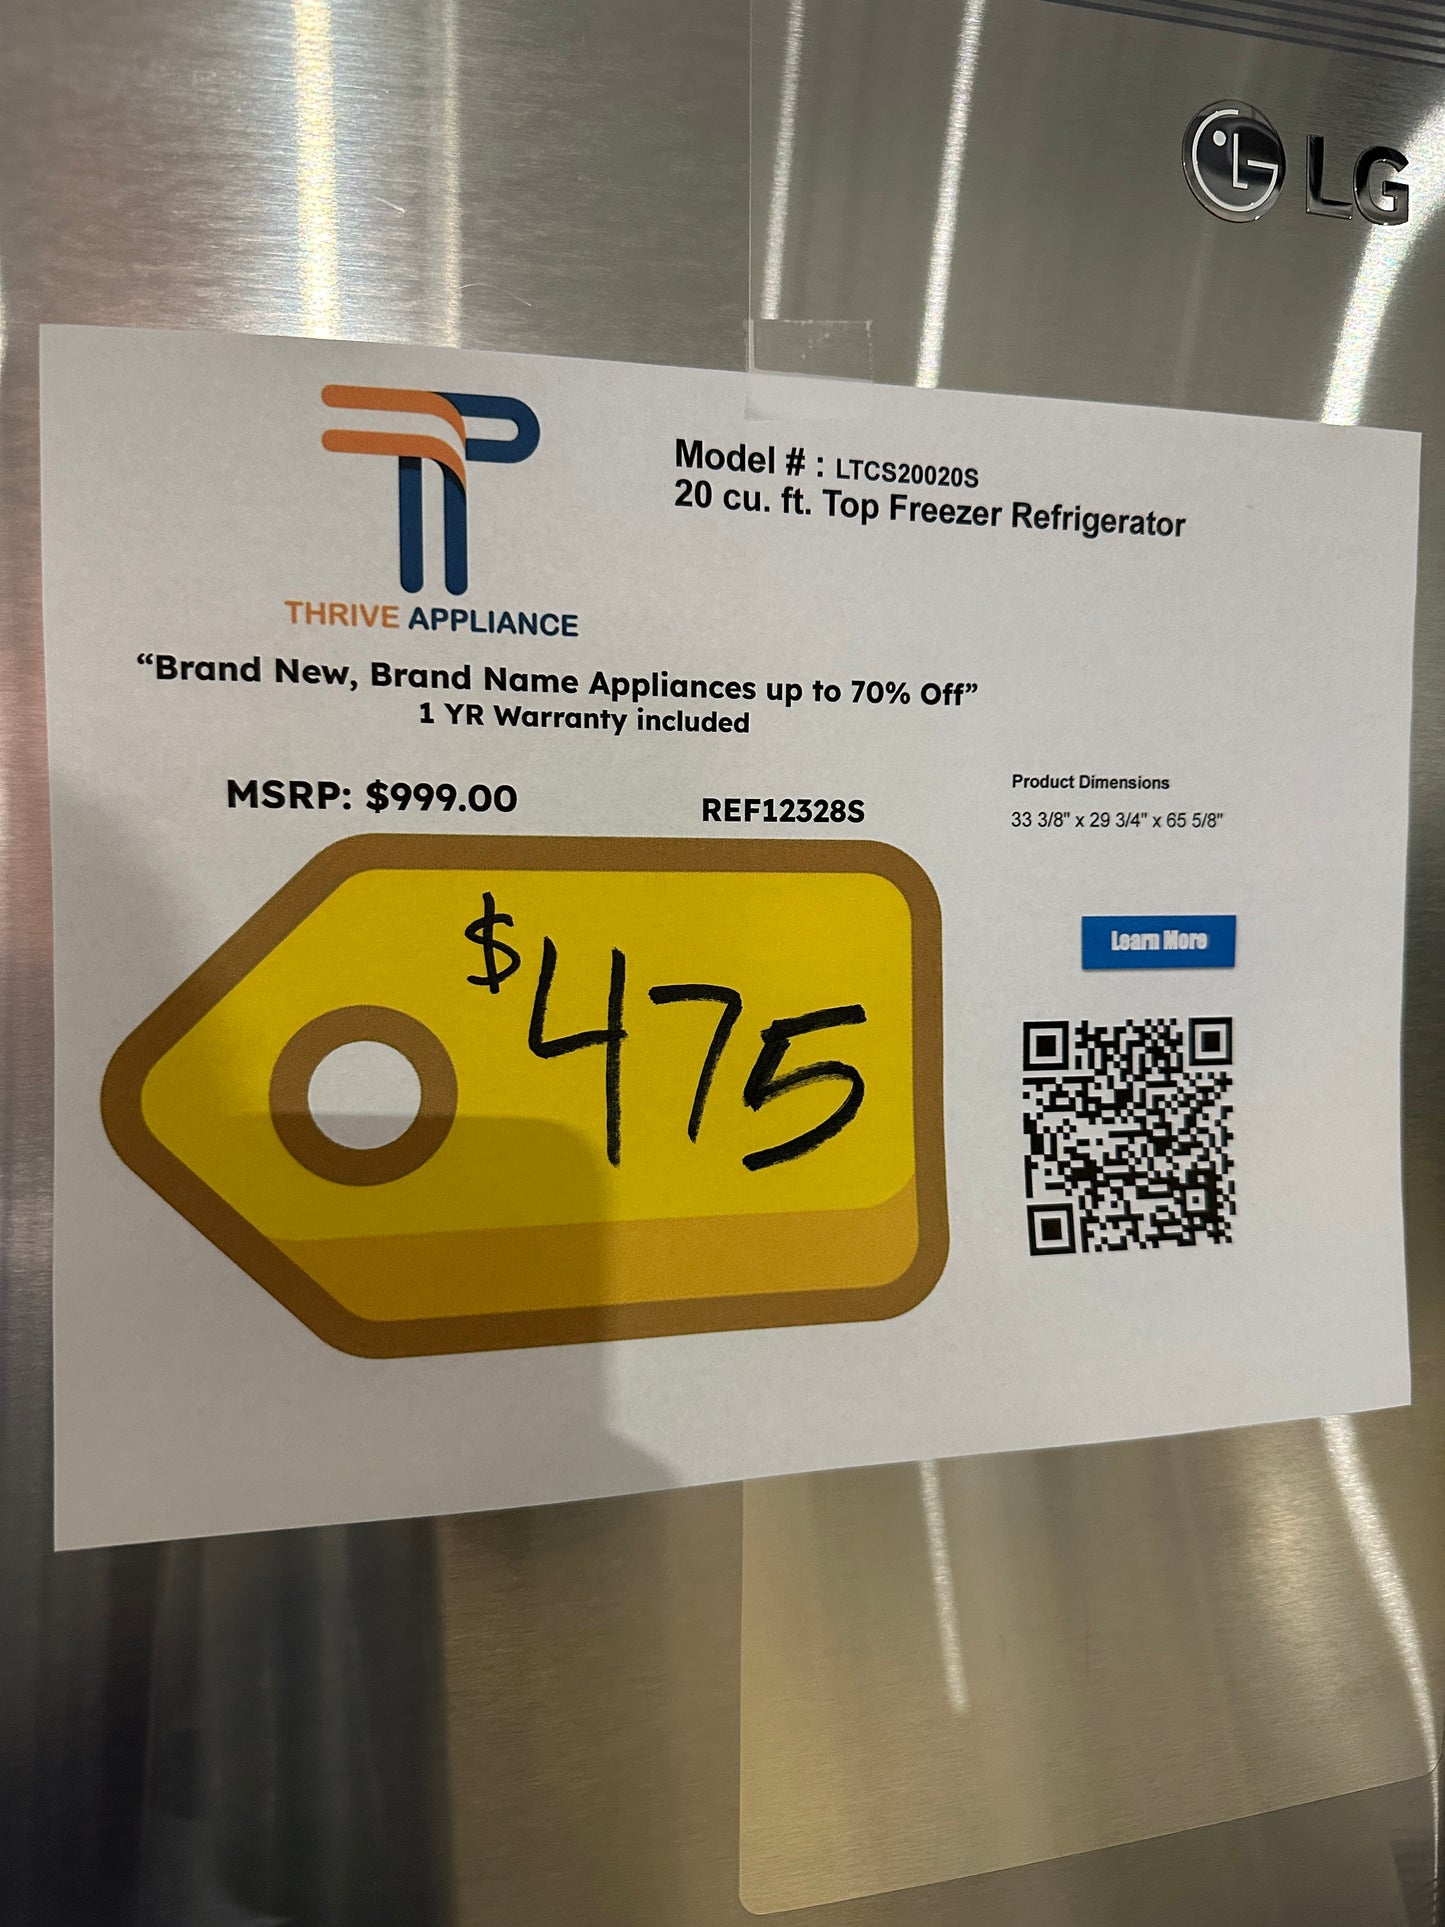 LG
Model # : LTCS20020S
20 cu. ft. Top Freezer Refrigerator
THRIVE APPLIANCE
“Brand New, Brand Name Appliances up to 70% Off”
1 YR Warranty included
MSRP: $999.00
REF12328S
Product Dimensions
33 3/8" x 29 3/4" x 65 5/8"
$475
Learn More